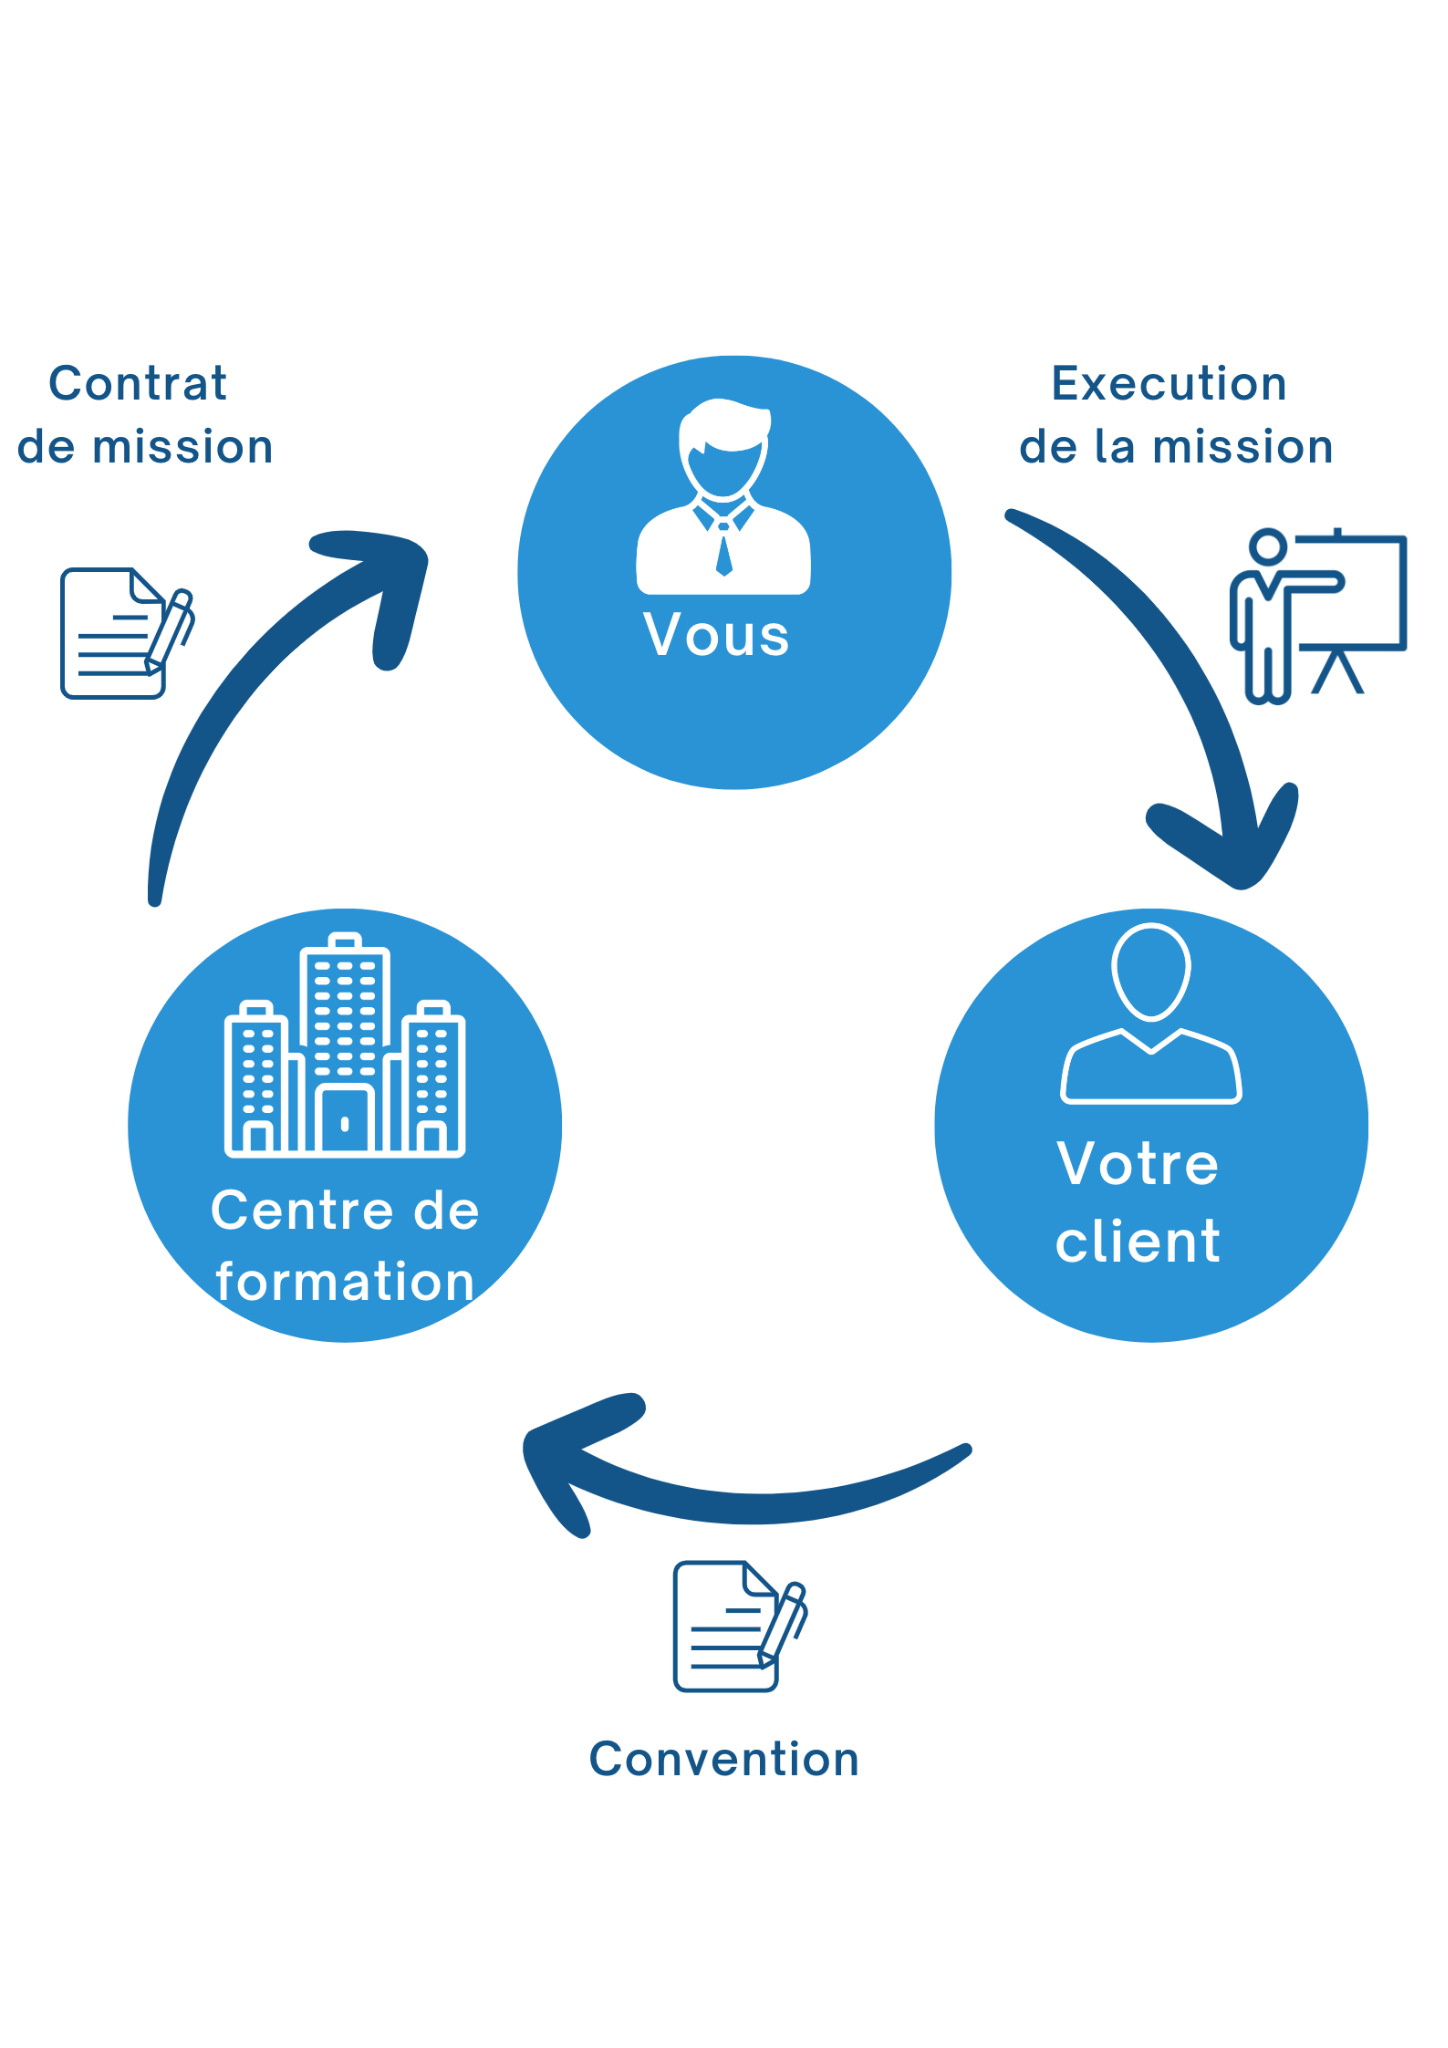 Contrat
de mission
Execution
de la mission
Vous
Centre de
formation
Votre
client
Convention